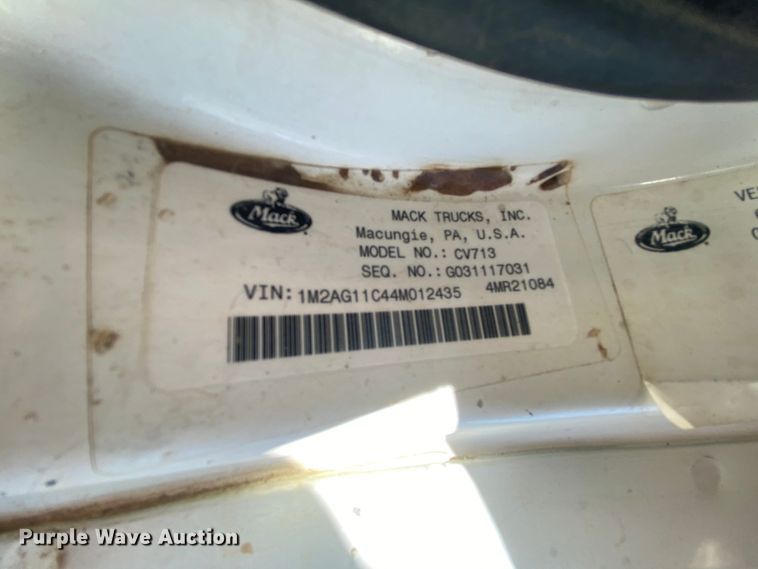 Mack
MACK TRUCKS, INC.
Macungie, PA, U.S.A.
MODEL NO.: CV713
SEQ. NO.: G031117031
VIN: 1M2AG11C44M012435 4MR21084
Mack
VE
Purple Wave Auction